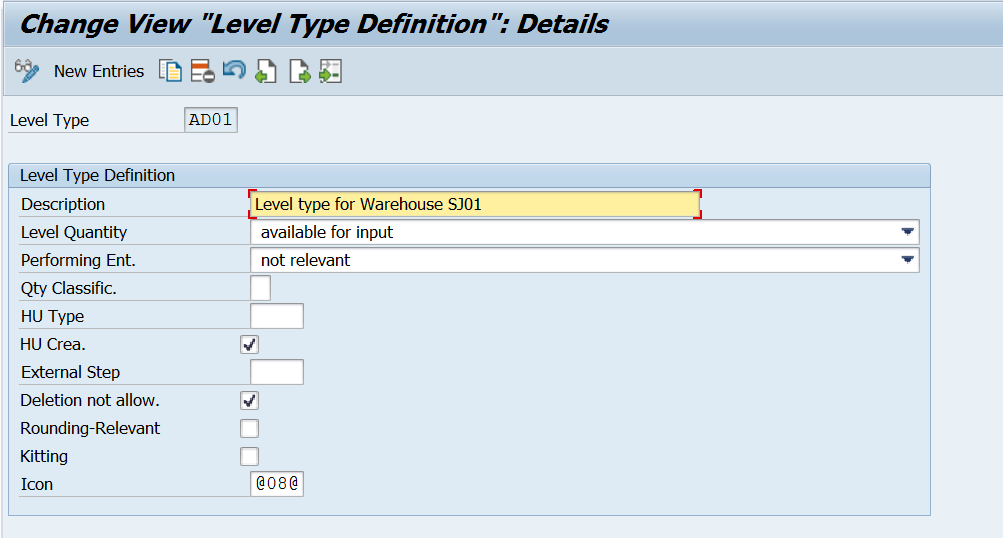 Change View "Level Type Definition": Details
New Entries
Level Type AD01
Level Type Definition
Description Level type for Warehouse SJ01
Level Quantity available for input
Performing Ent. not relevant
Qty Classific.
HU Type
HU Crea.
External Step
Deletion not allow.
Rounding-Relevant
Kitting
Icon @08@